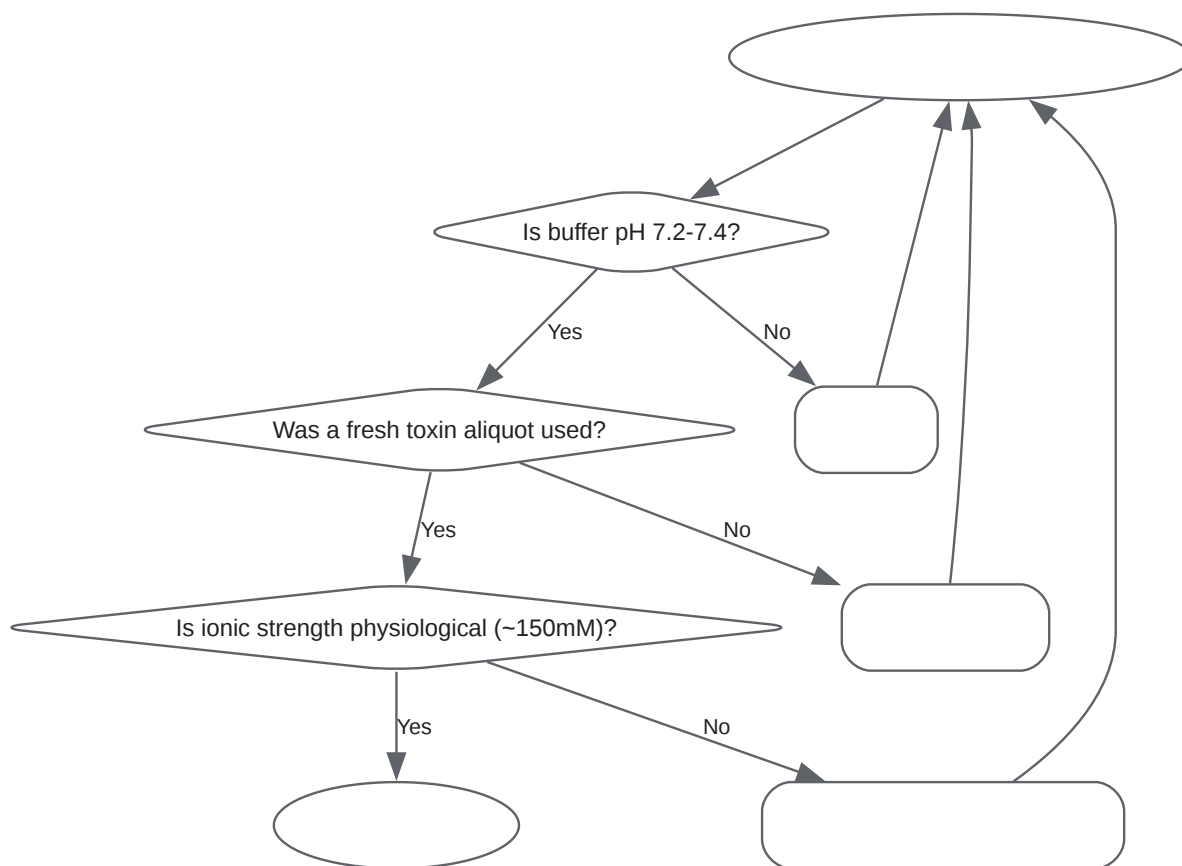 Is buffer pH 7.2-7.4?
Yes
No
Was a fresh toxin aliquot used?
Yes
No
Is ionic strength physiological (~150mM)?
Yes
No